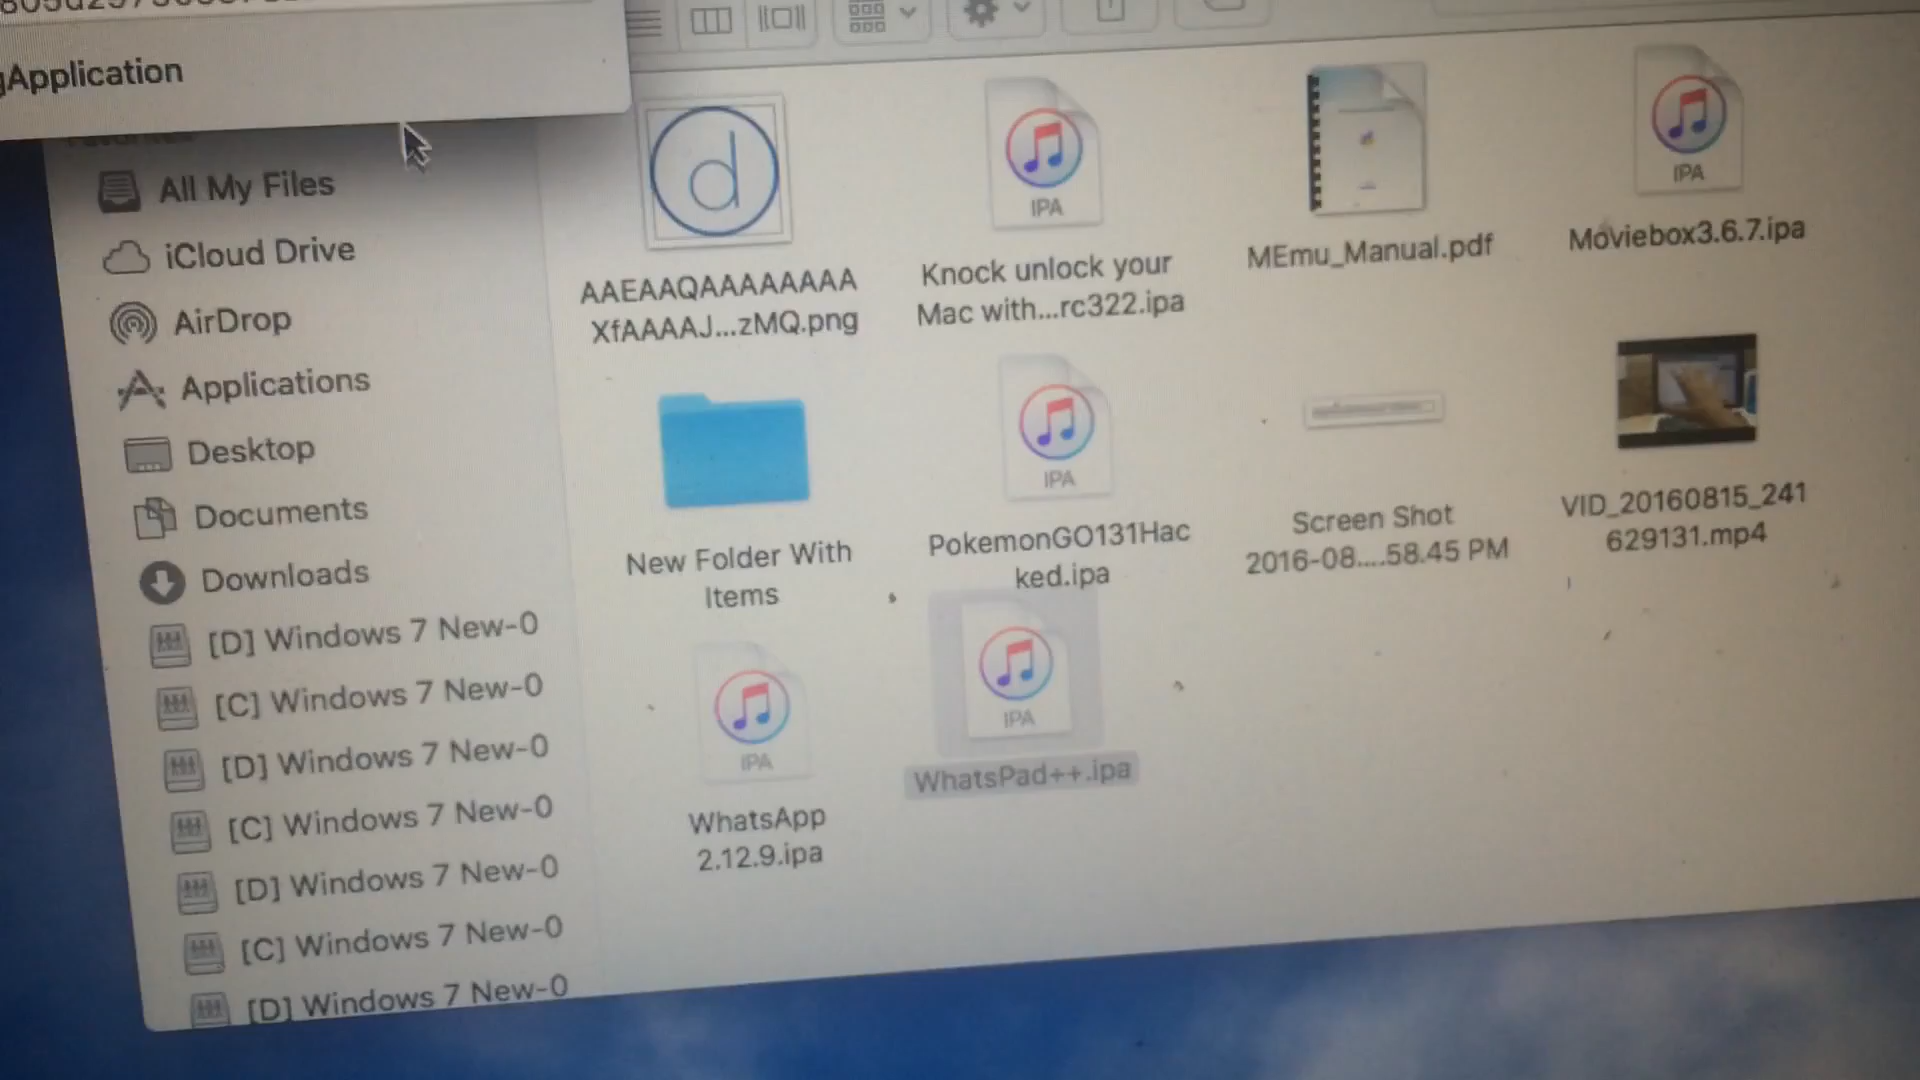 gApplication
All My Files
iCloud Drive
AirDrop
Applications
Desktop
Documents
Downloads
[D] Windows 7 New-0
[C] Windows 7 New-0
[D] Windows 7 New-0
[C] Windows 7 New-0
[D] Windows 7 New-0
[C] Windows 7 New-0
[D] Windows 7 New-0
d
AAEAAQAAAAAAAA
XfAAAAJ...zMQ.png
IPA
Knock unlock your
Mac with...rc322.ipa
MEmu_Manual.pdf
IPA
Moviebox3.6.7.ipa
New Folder With
Items
IPA
PokemonGO131Hac
ked.ipa
Screen Shot
2016-08....58.45 PM
VID_20160815_241
629131.mp4
IPA
WhatsApp
2.12.9.ipa
IPA
WhatsPad++.ipa